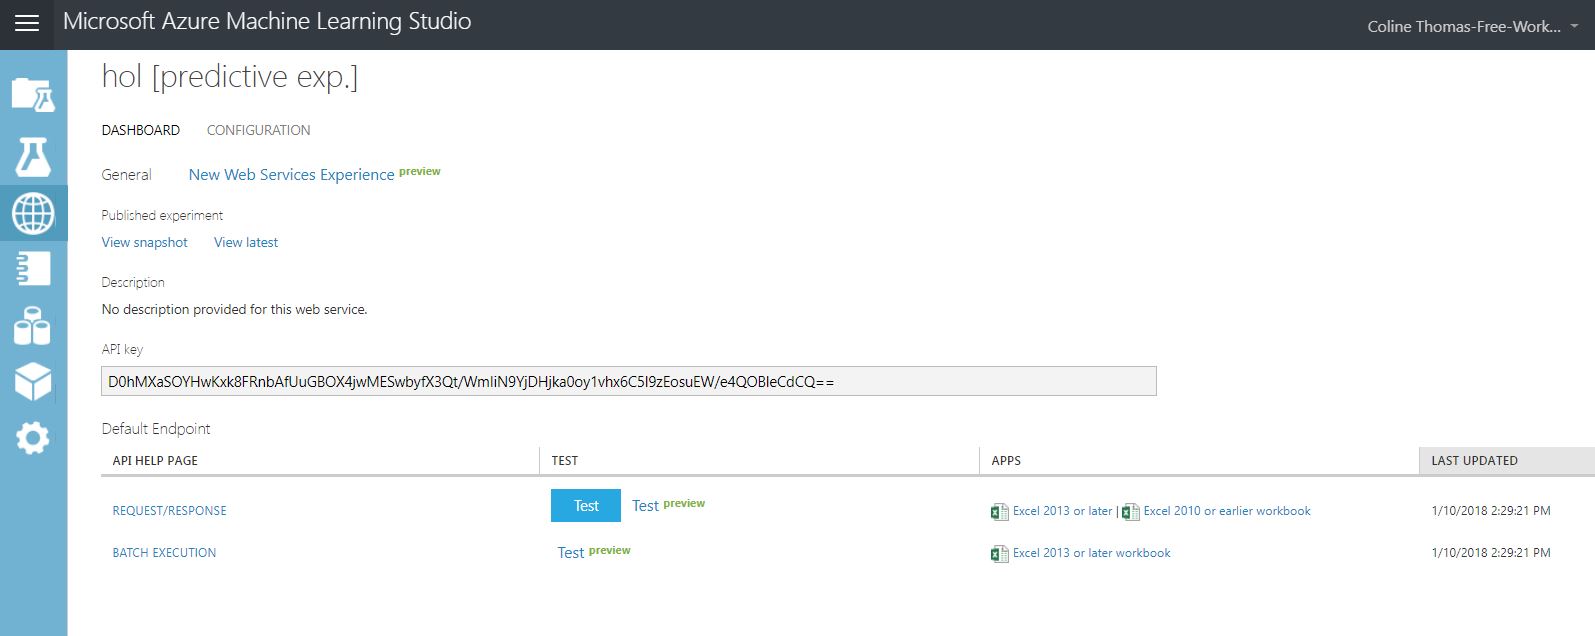 Microsoft Azure Machine Learning Studio
Coline Thomas-Free-Work...
hol [predictive exp.]
DASHBOARD CONFIGURATION
General New Web Services Experience preview
Published experiment
View snapshot View latest
Description
No description provided for this web service.
API key
D0hMXaSOYHwKxk8FRnbAfUuGBOX4jwMESwbyfX3Qt/WmIiN9YjDHjka0oy1vhx6C5I9zEosuEW/e4QOBIeCdCQ==
Default Endpoint
API HELP PAGE TEST APPS LAST UPDATED
REQUEST/RESPONSE Test Test preview Excel 2013 or later | Excel 2010 or earlier workbook 1/10/2018 2:29:21 PM
BATCH EXECUTION Test preview Excel 2013 or later workbook 1/10/2018 2:29:21 PM